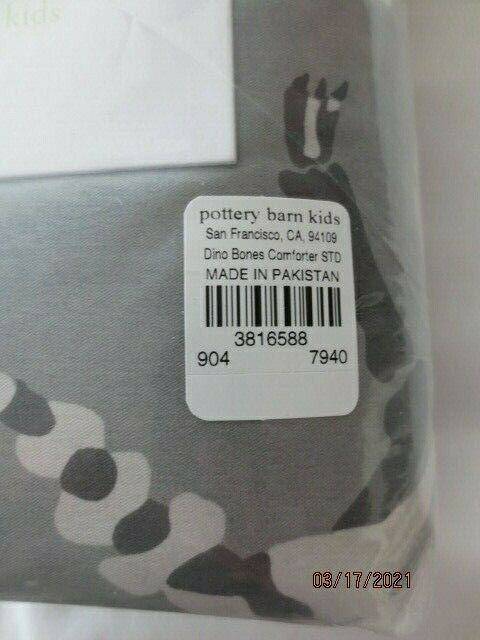 kids
pottery barn kids
San Francisco, CA, 94109
Dino Bones Comforter STD
MADE IN PAKISTAN
3816588
904 7940
03/17/2021